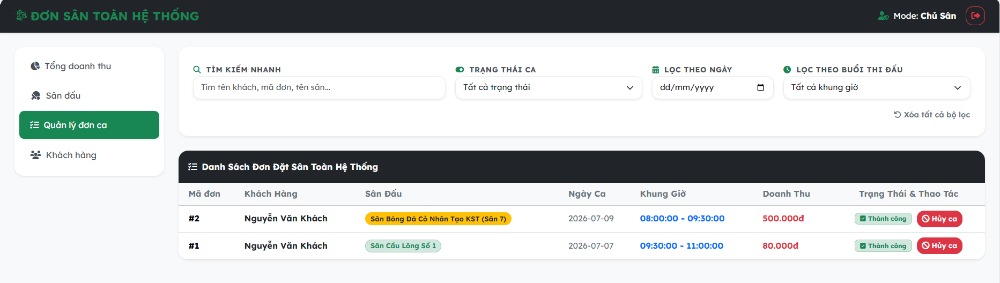 ĐƠN SÂN TOÀN HỆ THỐNG
Mode: Chủ Sân
Tổng doanh thu
Sân đấu
Quản lý đơn ca
Khách hàng
TÌM KIẾM NHANH
Tìm tên khách, mã đơn, tên sân...
TRẠNG THÁI CA
Tất cả trạng thái
LỌC THEO NGÀY
dd/mm/yyyy
LỌC THEO BUỔI THI ĐẤU
Tất cả khung giờ
Xóa tất cả bộ lọc
Danh Sách Đơn Đặt Sân Toàn Hệ Thống
Mã đơn Khách Hàng Sân Đấu Ngày Ca Khung Giờ Doanh Thu Trạng Thái & Thao Tác
#2 Nguyễn Văn Khách Sân Bóng Đá Cỏ Nhân Tạo KST (Sân 7) 2026-07-09 08:00:00 - 09:30:00 500.000đ Thành công Hủy ca
#1 Nguyễn Văn Khách Sân Cầu Lông Số 1 2026-07-07 09:30:00 - 11:00:00 80.000đ Thành công Hủy ca